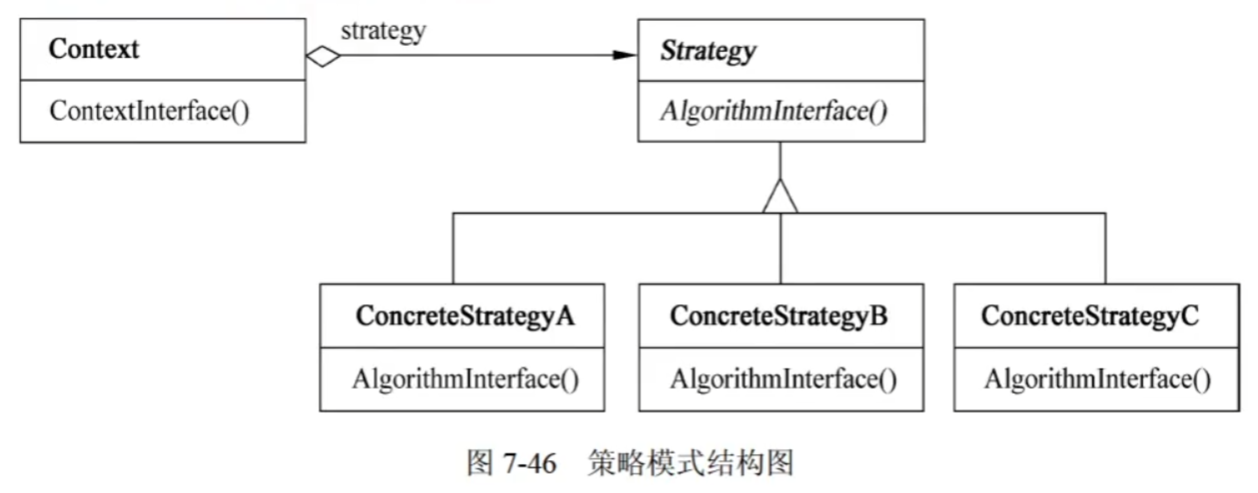 strategy
Context
Strategy
ContextInterface()
AlgorithmInterface()
ConcreteStrategyA
ConcreteStrategyB
ConcreteStrategyC
AlgorithmInterface()
AlgorithmInterface()
AlgorithmInterface()
图 7-46 策略模式结构图